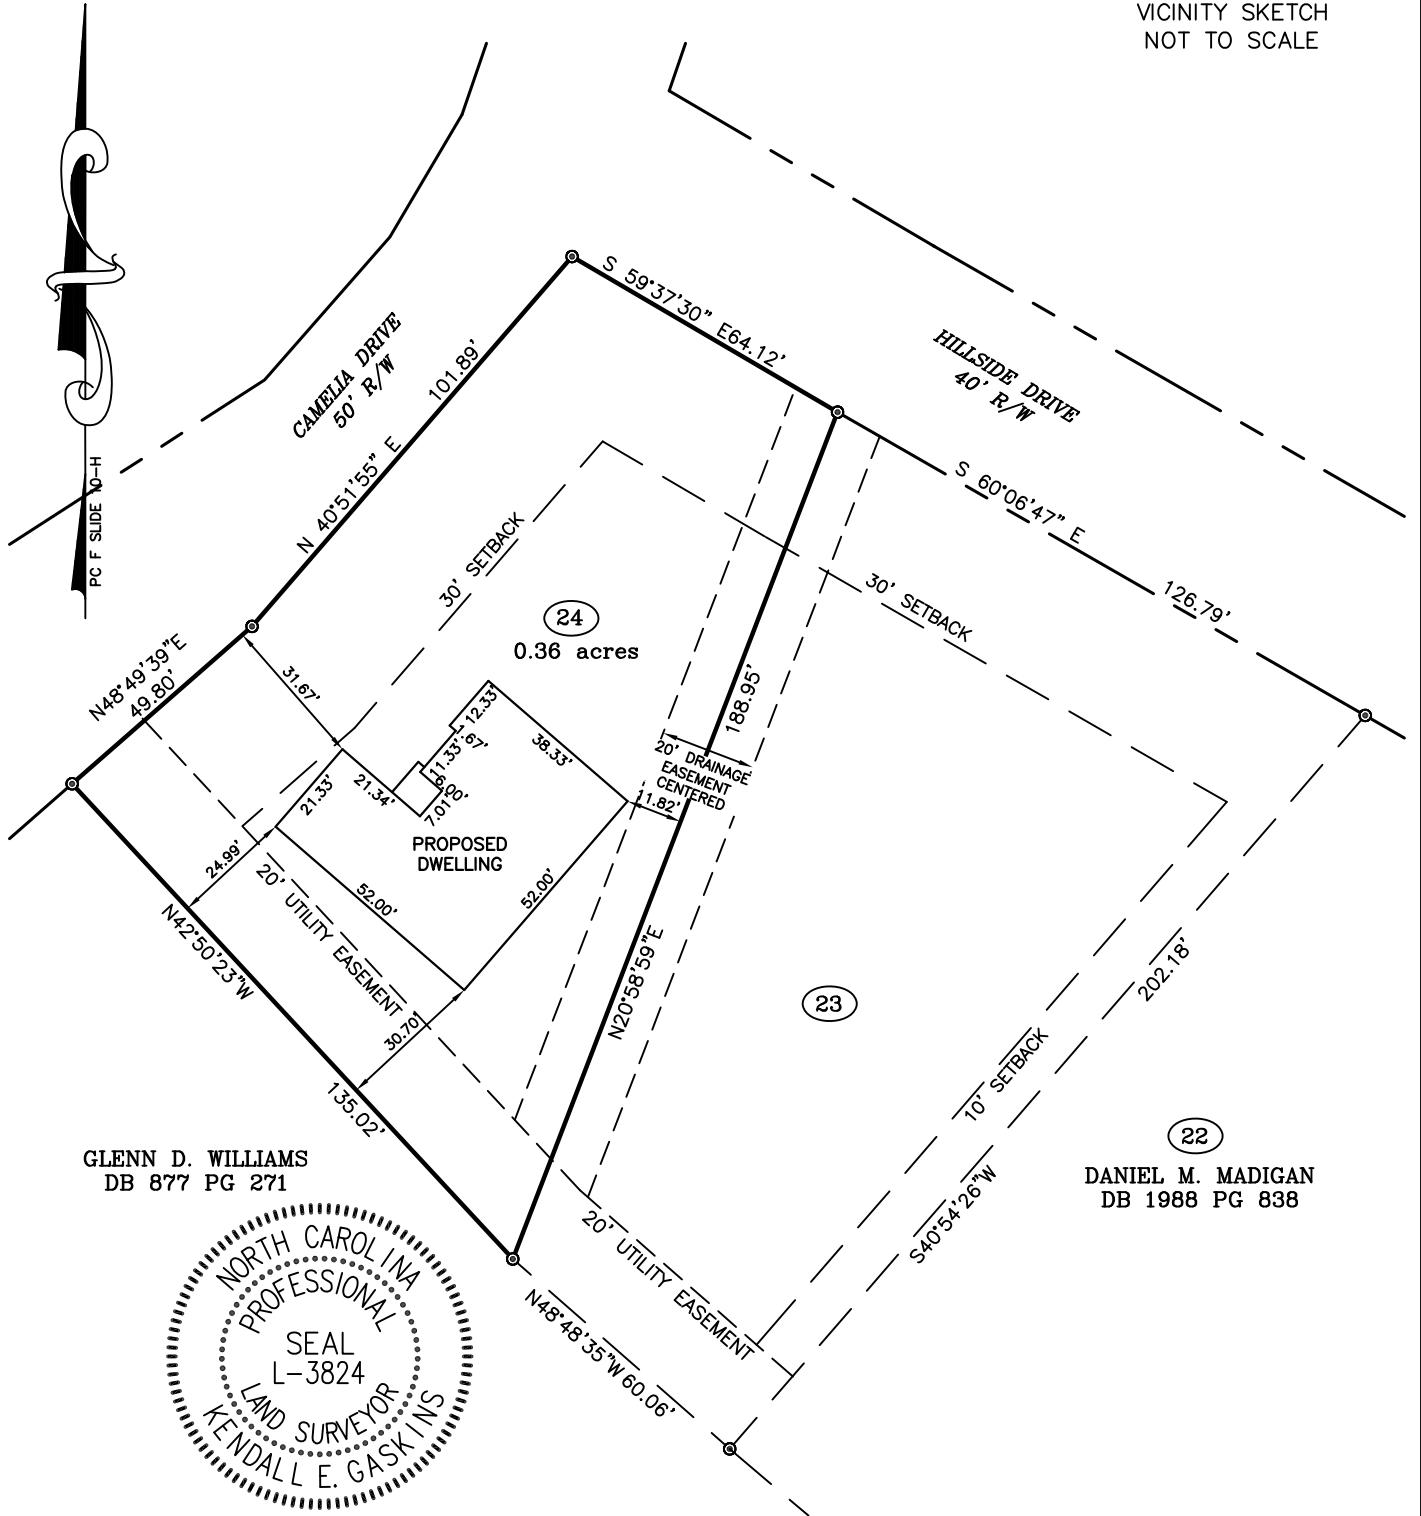 VICINITY SKETCH
NOT TO SCALE
PC F SLIDE 10-H
S 59°37'30" E64.12'
CAMELIA DRIVE
50' R/W
101.89'
N 40°51'55" E
HILLSIDE DRIVE
40' R/W
S 60°06'47" E
126.79'
30' SETBACK
30' SETBACK
24
0.36 acres
N48°49'39"E
49.80'
31.67'
12.33'
1.67'
11.33'
6.00'
7.01'
38.33'
21.34'
21.33'
188.95'
20' DRAINAGE
EASEMENT
CENTERED
11.82'
PROPOSED
DWELLING
24.99'
20' UTILITY EASEMENT
52.00'
52.00'
N42°50'23"W
30.70'
135.02'
N20°58'59"E
23
202.18'
10' SETBACK
S40°54'26"W
22
DANIEL M. MADIGAN
DB 1988 PG 838
GLENN D. WILLIAMS
DB 877 PG 271
20' UTILITY EASEMENT
N48°48'35"W 60.06'
NORTH CAROLINA
PROFESSIONAL
SEAL
L-3824
LAND SURVEYOR
KENDALL E. GASKINS